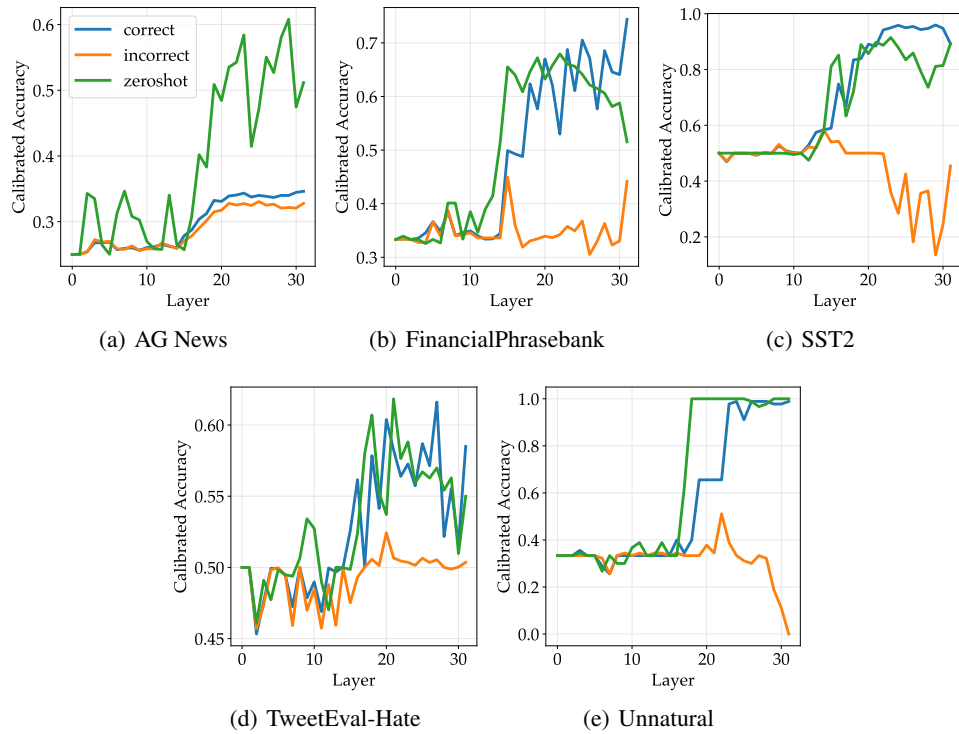 correct
incorrect
zeroshot
Calibrated Accuracy
0.6
0.5
0.4
0.3
0 10 20 30
Layer
(a) AG News
Calibrated Accuracy
0.7
0.6
0.5
0.4
0.3
0 10 20 30
Layer
(b) FinancialPhrasebank
Calibrated Accuracy
1.0
0.8
0.6
0.4
0.2
0 10 20 30
Layer
(c) SST2
Calibrated Accuracy
0.60
0.55
0.50
0.45
0 10 20 30
Layer
(d) TweetEval-Hate
Calibrated Accuracy
1.0
0.8
0.6
0.4
0.2
0.0
0 10 20 30
Layer
(e) Unnatural